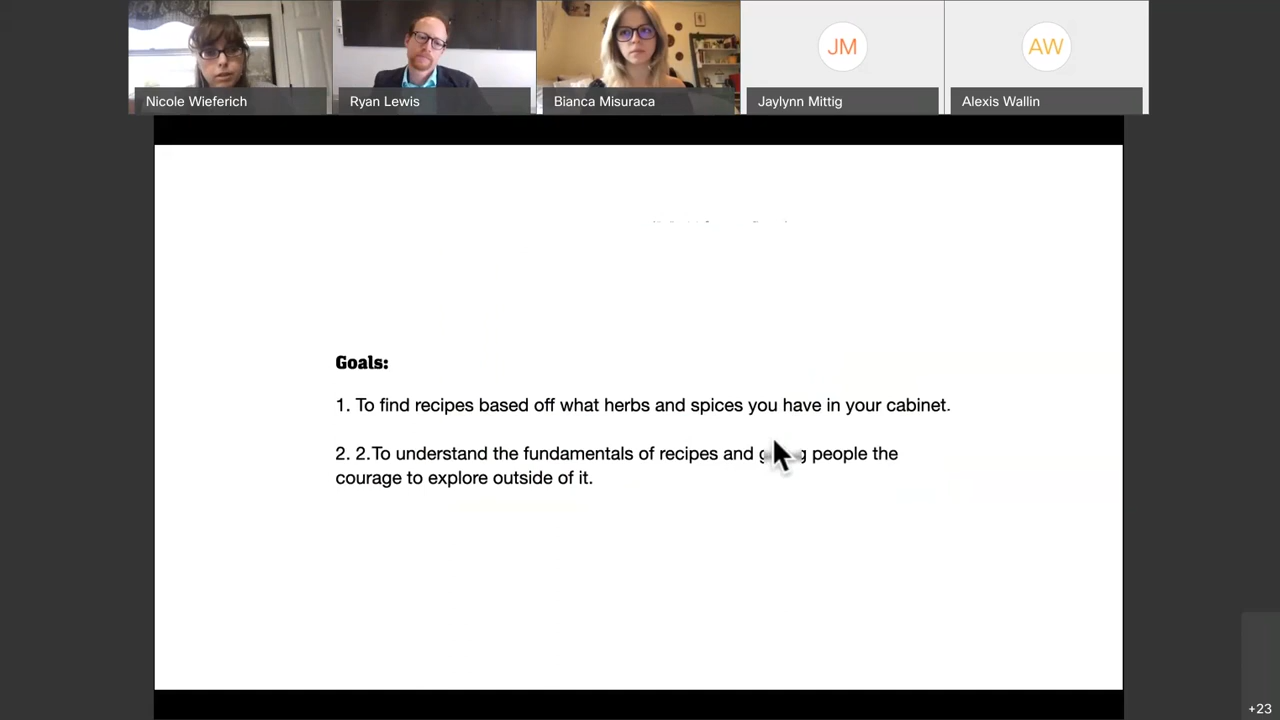 Nicole Wieferich
Ryan Lewis
Bianca Misuraca
JM
Jaylynn Mittig
AW
Alexis Wallin
Goals:
1. To find recipes based off what herbs and spices you have in your cabinet.
2. 2.To understand the fundamentals of recipes and people the
courage to explore outside of it.
+23